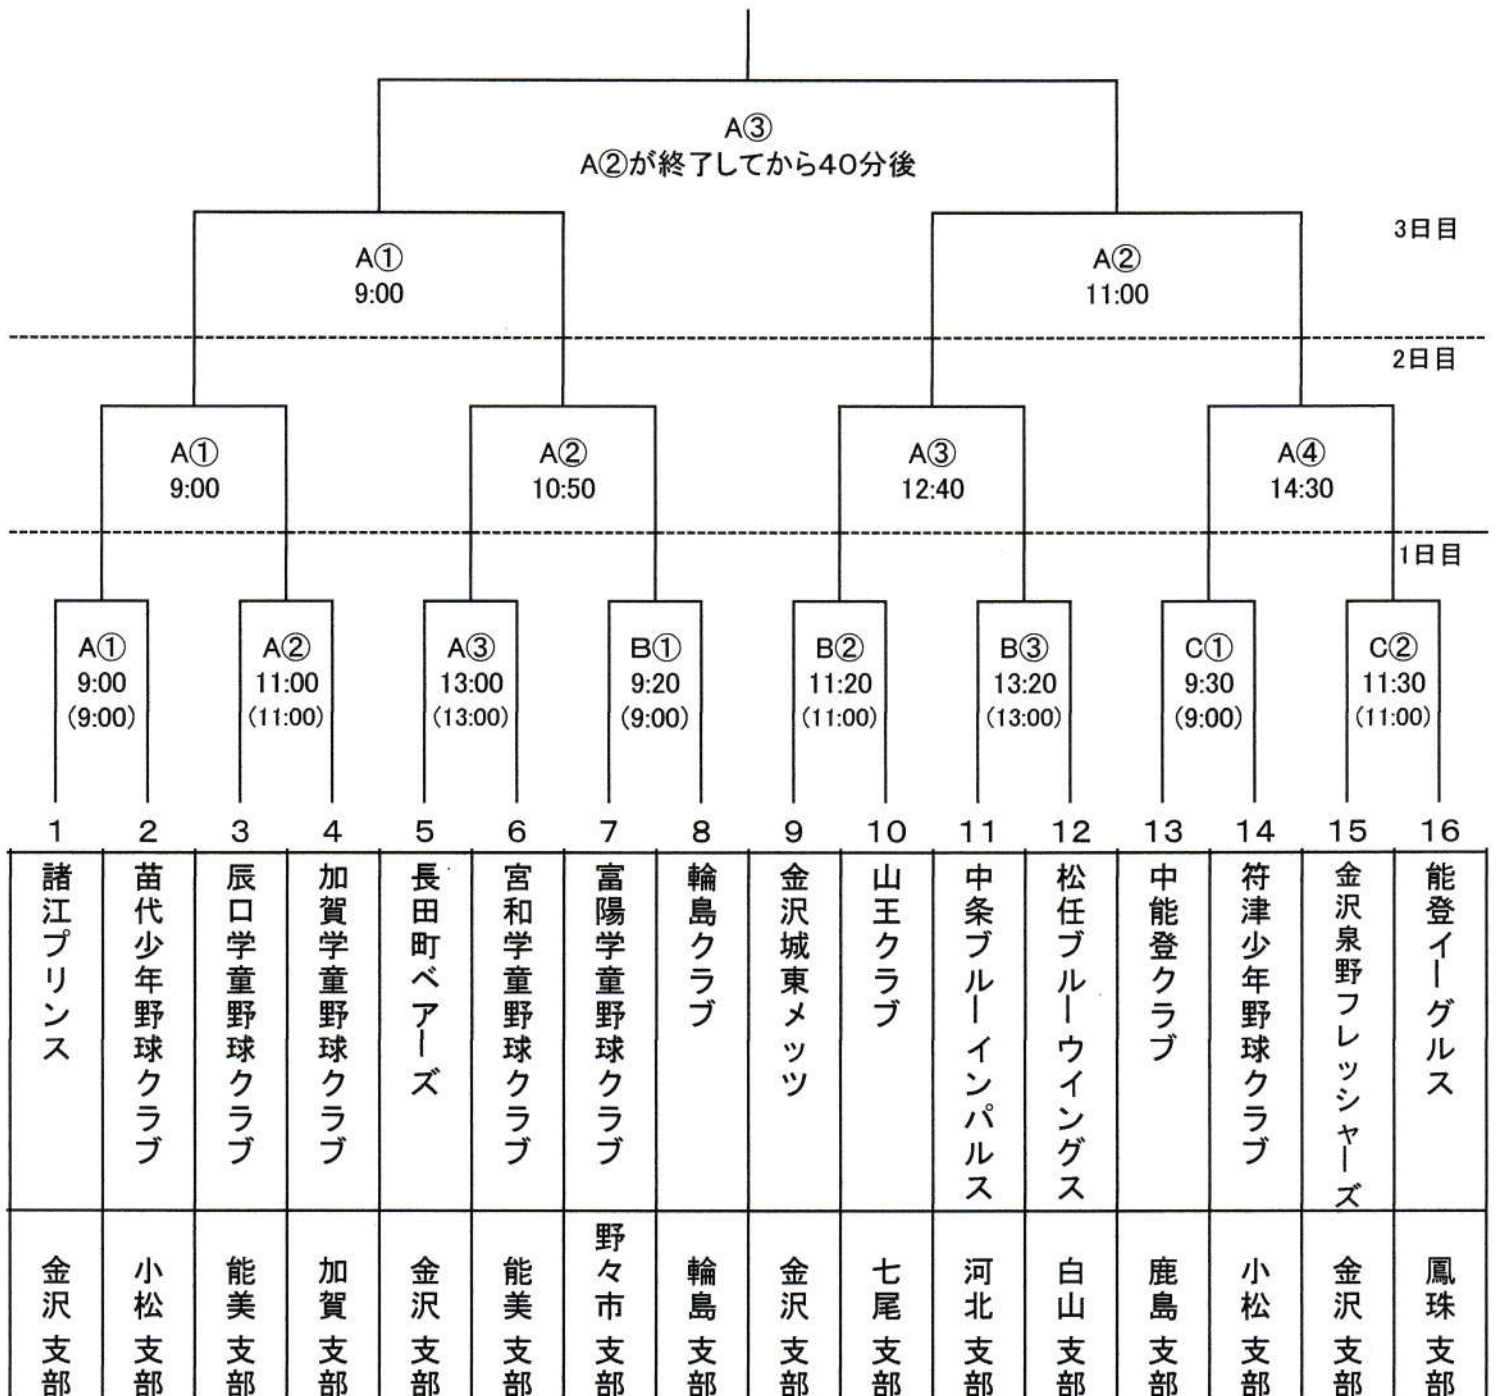 A③
A②が終了してから40分後
3日目
A①
9:00
A②
11:00
2日目
A①
9:00
A②
10:50
A③
12:40
A④
14:30
1日目
A①
9:00
(9:00)
A②
11:00
(11:00)
A③
13:00
(13:00)
B①
9:20
(9:00)
B②
11:20
(11:00)
B③
13:20
(13:00)
C①
9:30
(9:00)
C②
11:30
(11:00)
1 2 3 4 5 6 7 8 9 10 11 12 13 14 15 16
諸江プリンス
苗代少年野球クラブ
辰口学童野球クラブ
加賀学童野球クラブ
長田町ベアーズ
宮和学童野球クラブ
富陽学童野球クラブ
輪島クラブ
金沢城東メッツ
山王クラブ
中条ブルーインパルス
松任ブルーウイングス
中能登クラブ
符津少年野球クラブ
金沢泉野フレッシャーズ
能登イーグルス
金沢支部
小松支部
能美支部
加賀支部
金沢支部
能美支部
野々市支部
輪島支部
金沢支部
七尾支部
河北支部
白山支部
鹿島支部
小松支部
金沢支部
鳳珠支部